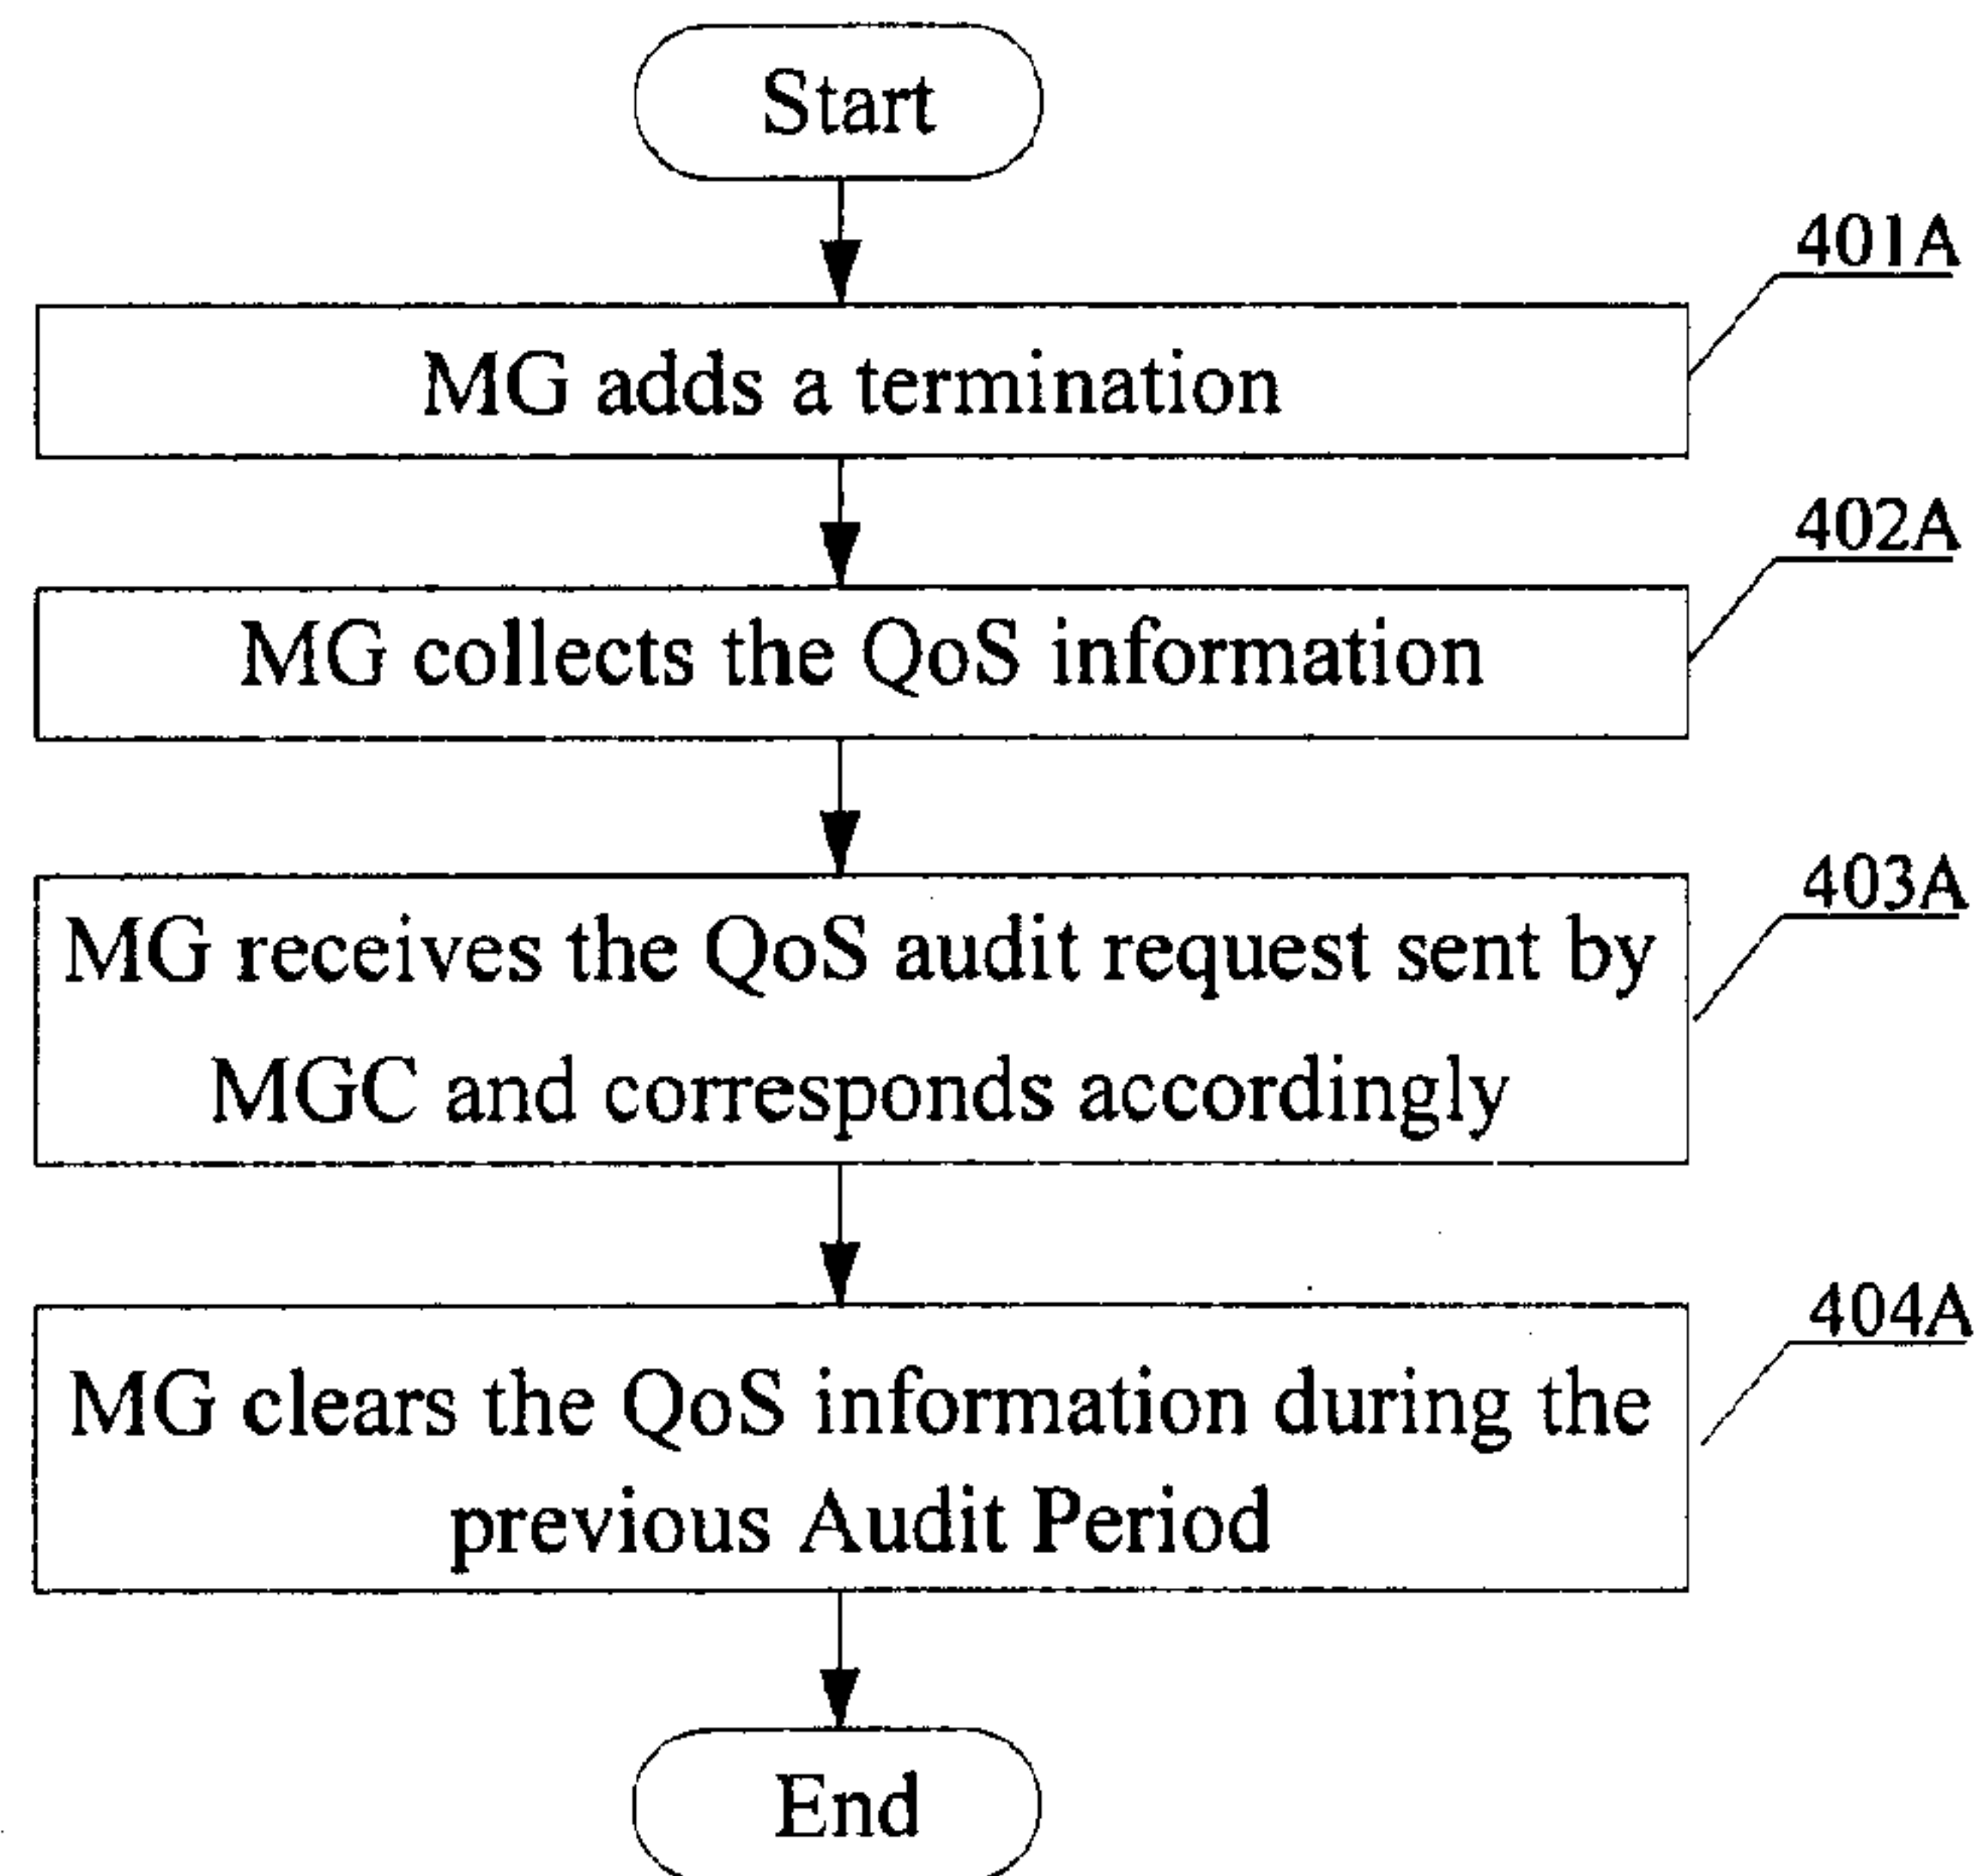 Start
401A
MG adds a termination
402A
MG collects the QoS information
403A
MG receives the QoS audit request sent by
MGC and corresponds accordingly
404A
MG clears the QoS information during the
previous Audit Period
End